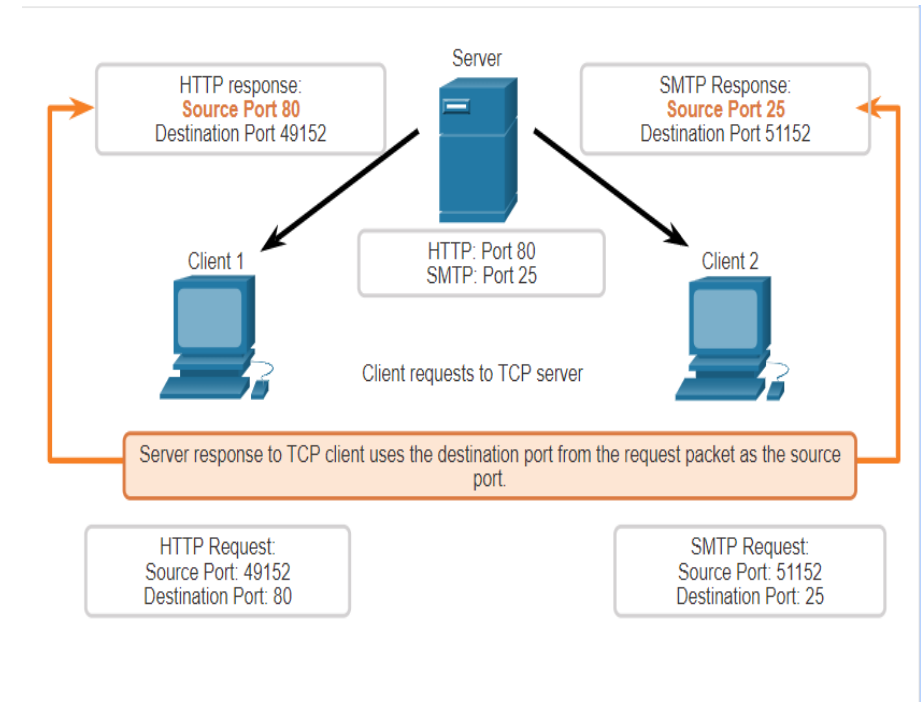 Server
HTTP response:
Source Port 80
Destination Port 49152
SMTP Response:
Source Port 25
Destination Port 51152
HTTP: Port 80
SMTP: Port 25
Client 1
Client 2
Client requests to TCP server
Server response to TCP client uses the destination port from the request packet as the source
port.
HTTP Request:
Source Port: 49152
Destination Port: 80
SMTP Request:
Source Port: 51152
Destination Port: 25